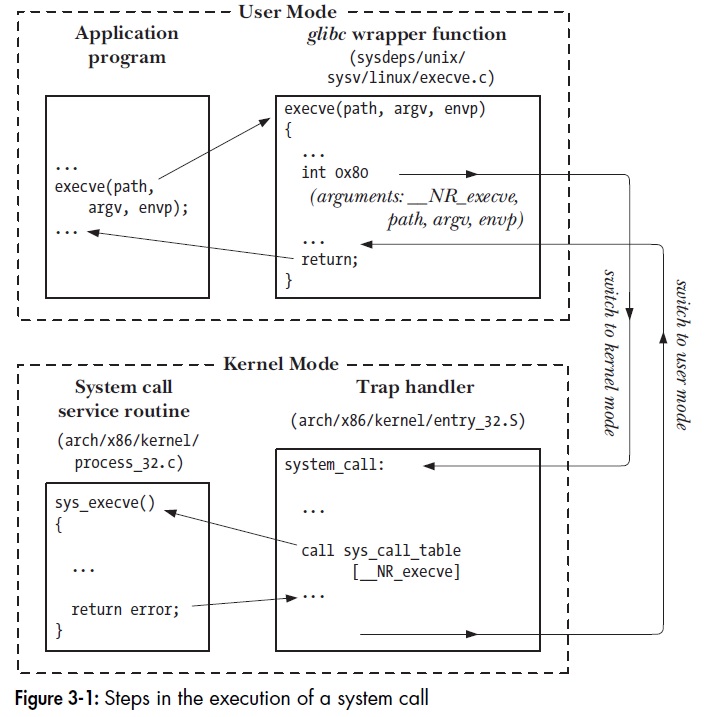 User Mode
Application
program
glibc wrapper function
(sysdeps/unix/
sysv/linux/execve.c)
...
execve(path,
argv, envp);
...
execve(path, argv, envp)
{
...
int 0x80
(arguments: __NR_execve,
path, argv, envp)
...
return;
}
switch to kernel mode
switch to user mode
Kernel Mode
System call
service routine
(arch/x86/kernel/
process_32.c)
Trap handler
(arch/x86/kernel/entry_32.S)
sys_execve()
{
...
return error;
}
system_call:
...
call sys_call_table
[__NR_execve]
...
Figure 3-1: Steps in the execution of a system call